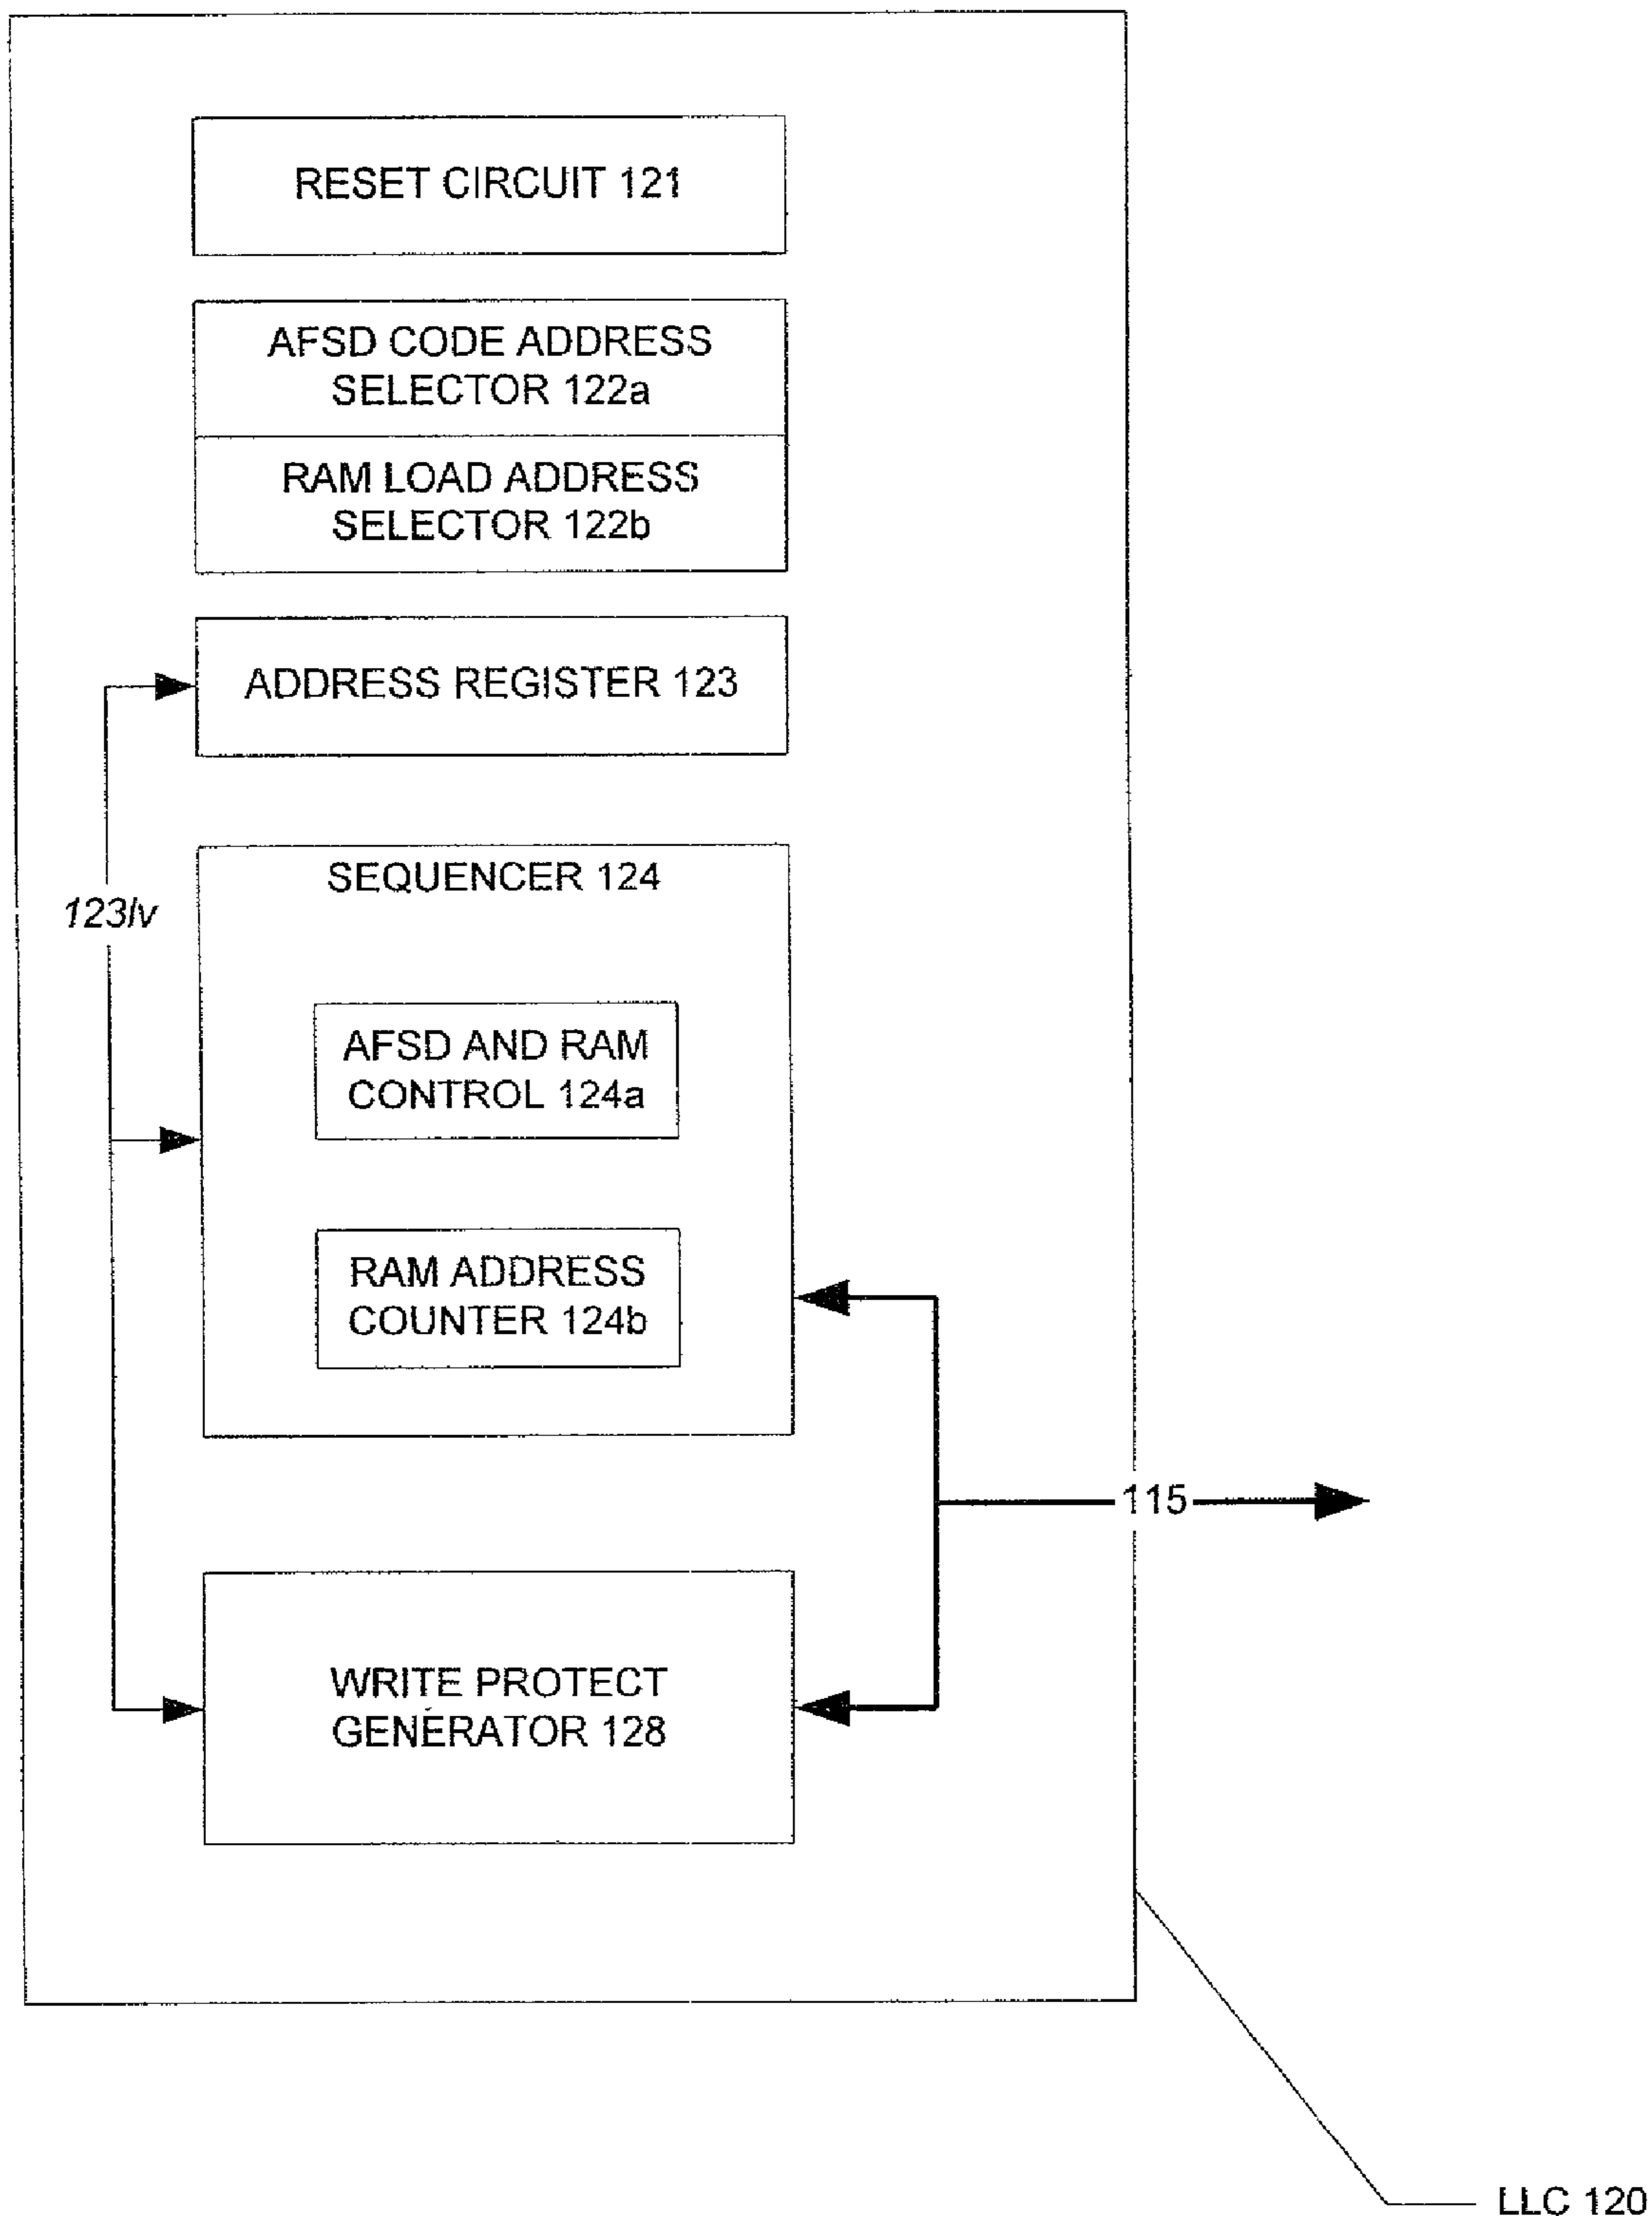 RESET CIRCUIT 121
AFSD CODE ADDRESS
SELECTOR 122a
RAM LOAD ADDRESS
SELECTOR 122b
ADDRESS REGISTER 123
SEQUENCER 124
123lv
AFSD AND RAM
CONTROL 124a
RAM ADDRESS
COUNTER 124b
115
WRITE PROTECT
GENERATOR 128
LLC 120